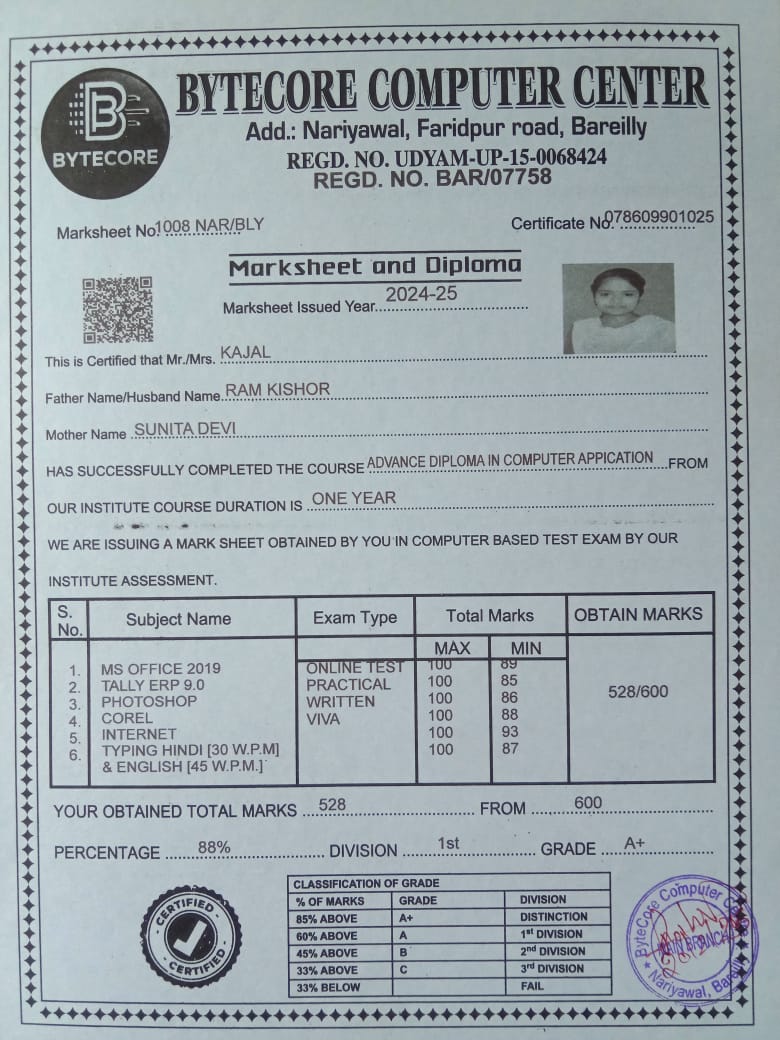 BYTECORE COMPUTER CENTER
BYTECORE
Add.: Nariyawal, Faridpur road, Bareilly
REGD. NO. UDYAM-UP-15-0068424
REGD. NO. BAR/07758
Marksheet No. 1008 NAR/BLY
Certificate No. 078609901025
Marksheet and Diploma
Marksheet Issued Year 2024-25
This is Certified that Mr./Mrs. KAJAL
Father Name/Husband Name RAM KISHOR
Mother Name SUNITA DEVI
HAS SUCCESSFULLY COMPLETED THE COURSE ADVANCE DIPLOMA IN COMPUTER APPICATION FROM
OUR INSTITUTE COURSE DURATION IS ONE YEAR
WE ARE ISSUING A MARK SHEET OBTAINED BY YOU IN COMPUTER BASED TEST EXAM BY OUR
INSTITUTE ASSESSMENT.
S. No. Subject Name Exam Type Total Marks OBTAIN MARKS
MAX MIN
1. MS OFFICE 2019 ONLINE TEST 100 89
2. TALLY ERP 9.0 PRACTICAL 100 85
3. PHOTOSHOP WRITTEN 100 86 528/600
4. COREL VIVA 100 88
5. INTERNET 100 93
6. TYPING HINDI [30 W.P.M] 100 87
& ENGLISH [45 W.P.M.]
YOUR OBTAINED TOTAL MARKS 528 FROM 600
PERCENTAGE 88% DIVISION 1st GRADE A+
CERTIFIED
CERTIFIED
CLASSIFICATION OF GRADE
% OF MARKS GRADE DIVISION
85% ABOVE A+ DISTINCTION
60% ABOVE A 1st DIVISION
45% ABOVE B 2nd DIVISION
33% ABOVE C 3rd DIVISION
33% BELOW FAIL
ByteCore Computer
BRANCH
Nariyawal, Bareilly